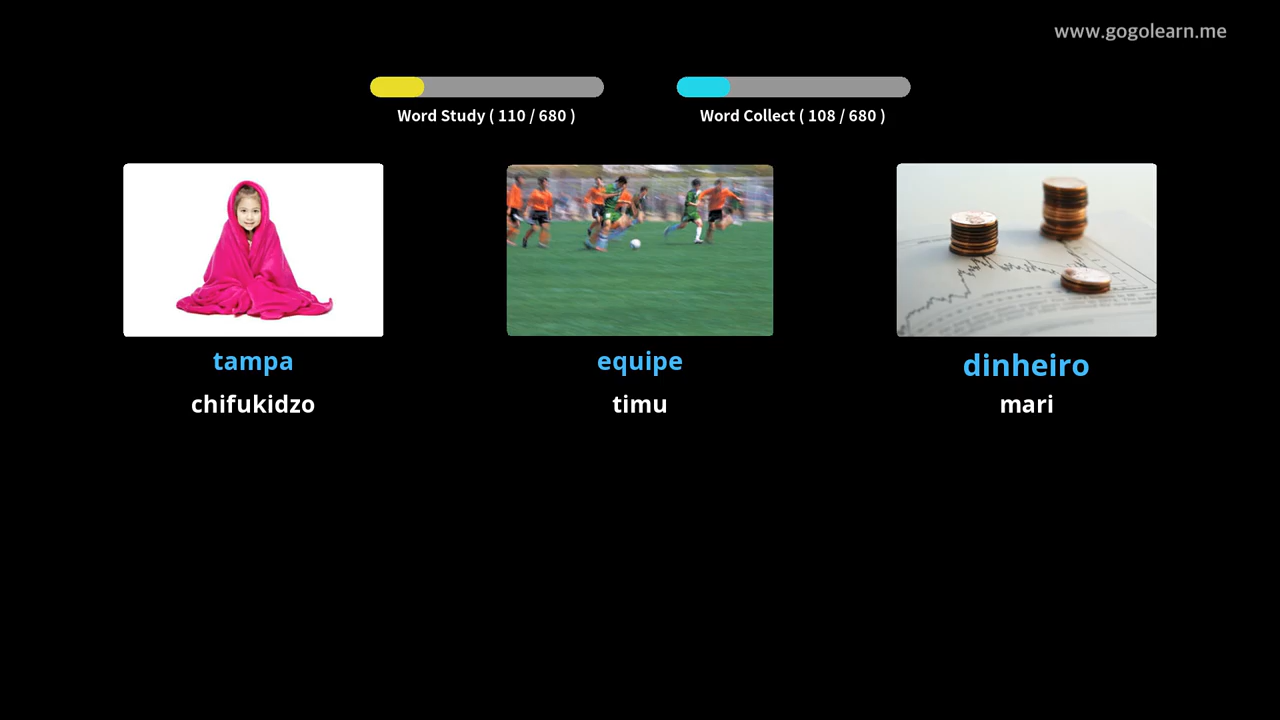 www.gogolearn.me
Word Study ( 110 / 680 )
Word Collect ( 108 / 680 )
tampa
chifukidzo
equipe
timu
dinheiro
mari